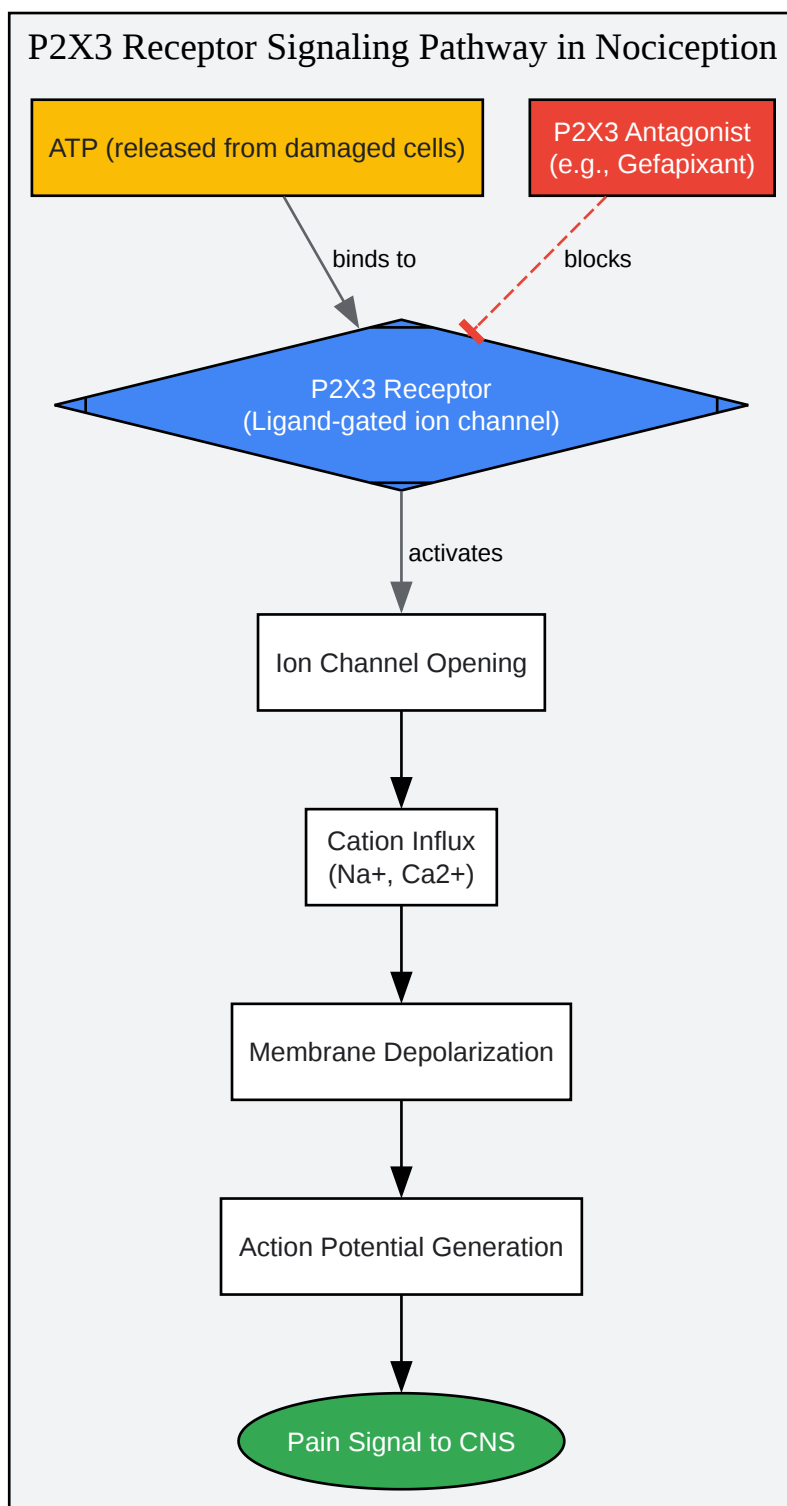 P2X3 Receptor Signaling Pathway in Nociception
ATP (released from damaged cells)
P2X3 Antagonist
(e.g., Gefapixant)
binds to
blocks
P2X3 Receptor
(Ligand-gated ion channel)
activates
Ion Channel Opening
Cation Influx
(Na+, Ca2+)
Membrane Depolarization
Action Potential Generation
Pain Signal to CNS